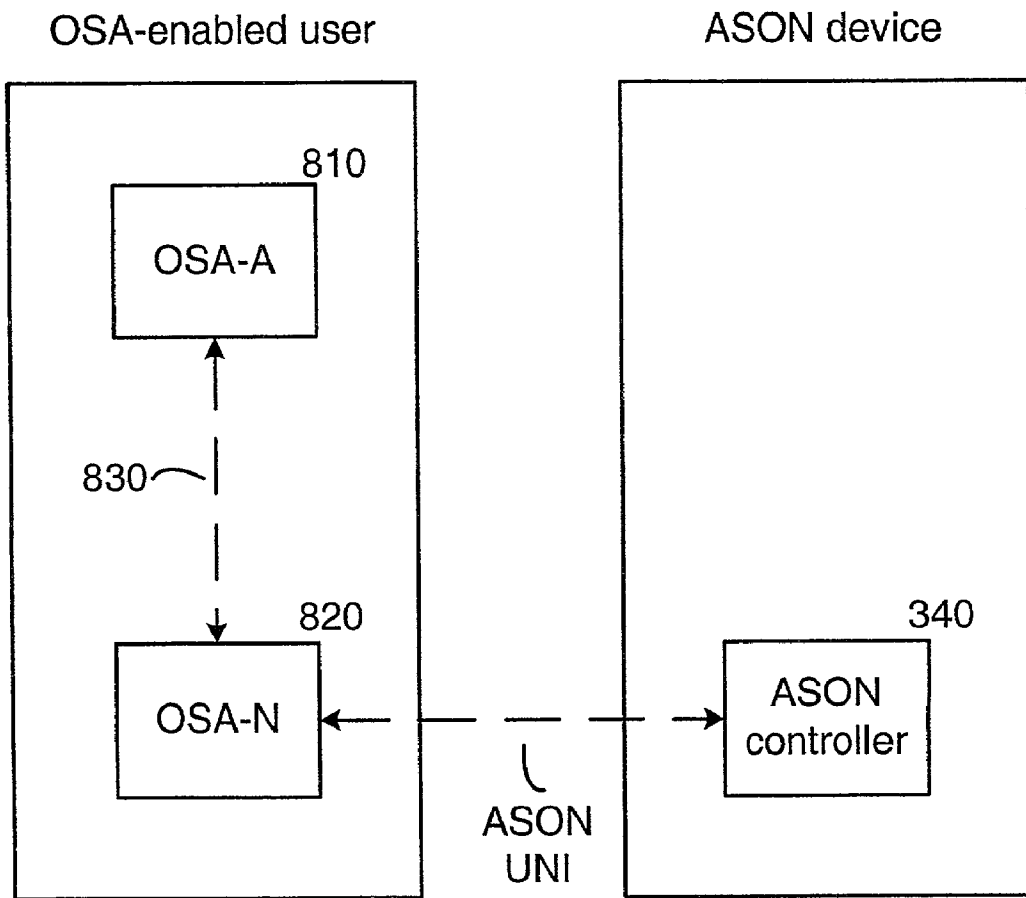 OSA-enabled user
ASON device
810
OSA-A
830
820
OSA-N
340
ASON
controller
ASON
UNI